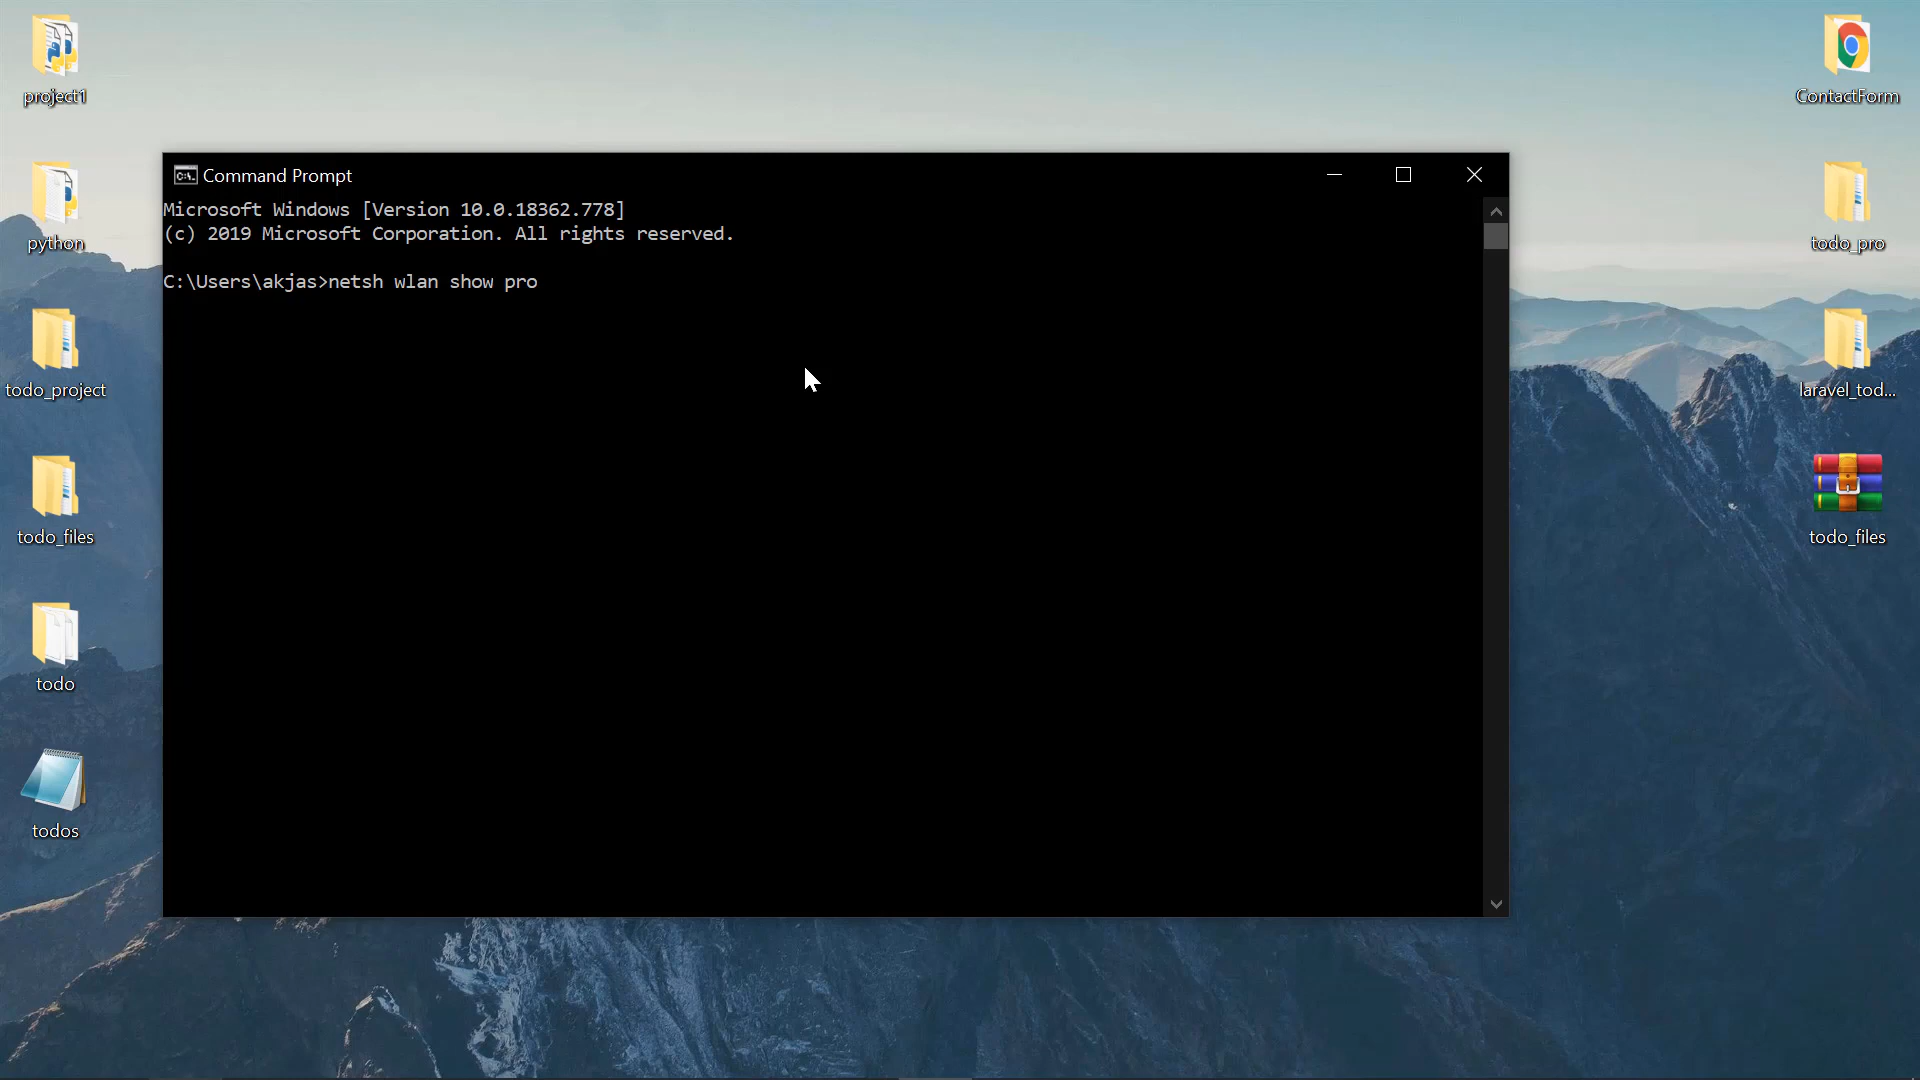 project1
python
todo_project
todo_files
todo
todos
Command Prompt
Microsoft Windows [Version 10.0.18362.778]
(c) 2019 Microsoft Corporation. All rights reserved.
C:\Users\akjas>netsh wlan show pro
ContactForm
todo_pro
laravel_tod...
todo_files